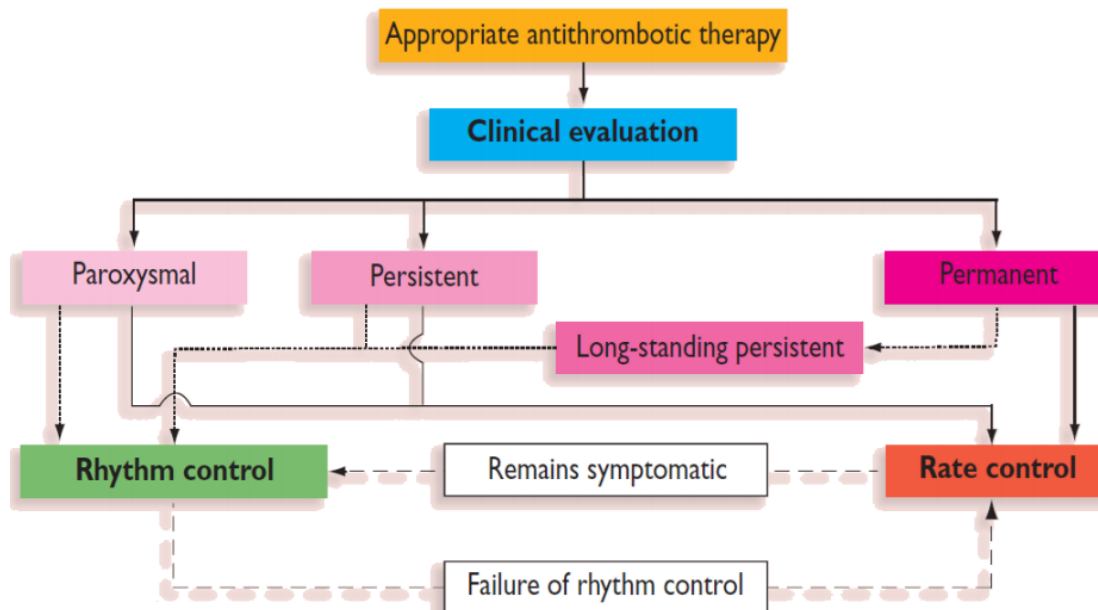 Appropriate antithrombotic therapy
Clinical evaluation
Paroxysmal
Persistent
Permanent
Long-standing persistent
Rhythm control
Remains symptomatic
Rate control
Failure of rhythm control